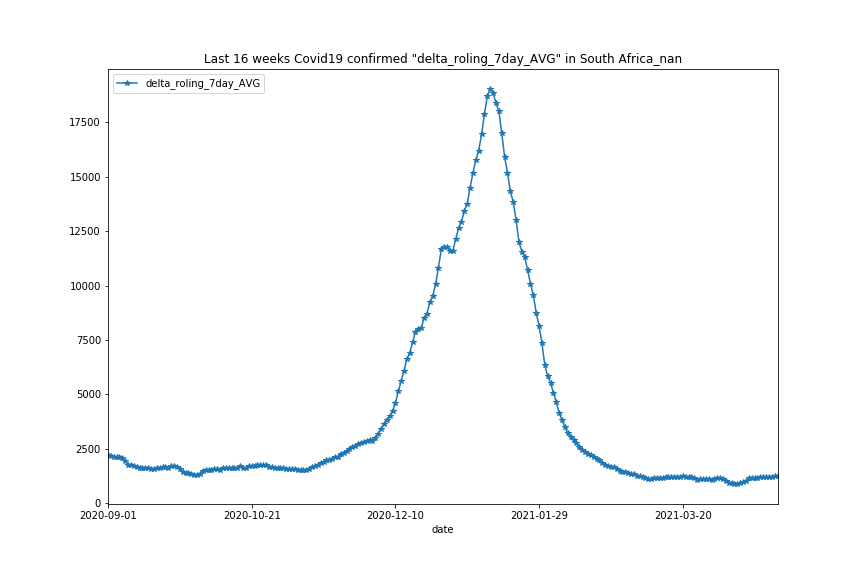 Last 16 weeks Covid19 confirmed "delta_roling_7day_AVG" in South Africa_nan
delta_roling_7day_AVG
17500
15000
12500
10000
7500
5000
2500
0
2020-09-01 2020-10-21 2020-12-10 2021-01-29 2021-03-20
date